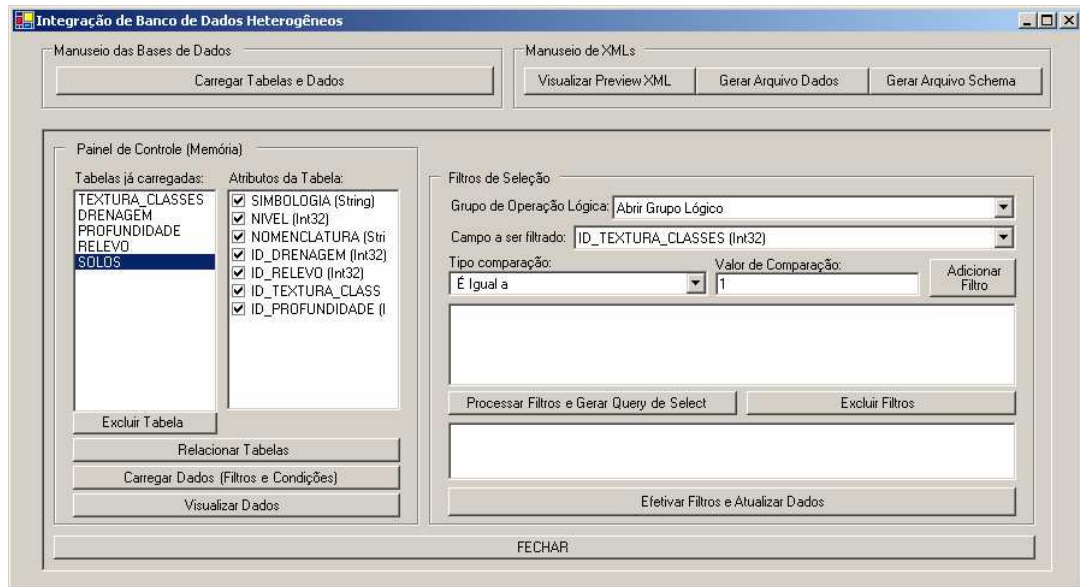 Integração de Banco de Dados Heterogêneos
Manuseio das Bases de Dados
Carregar Tabelas e Dados
Manuseio de XMLs
Visualizar Preview XML
Gerar Arquivo Dados
Gerar Arquivo Schema
Painel de Controle (Memória)
Tabelas já carregadas:
TEXTURA_CLASSES
DRENAGEM
PROFUNDIDADE
RELEVO
SOLOS
Excluir Tabela
Atributos da Tabela:
SIMBOLOGIA (String)
NIVEL (Int32)
NOMENCLATURA (Stri
ID_DRENAGEM (Int32)
ID_RELEVO (Int32)
ID_TEXTURA_CLASS
ID_PROFUNDIDADE (I
Relacionar Tabelas
Carregar Dados (Filtros e Condições)
Visualizar Dados
Filtros de Seleção
Grupo de Operação Lógica: Abrir Grupo Lógico
Campo a ser filtrado: ID_TEXTURA_CLASSES (Int32)
Tipo comparação:
É Igual a
Valor de Comparação:
1
Adicionar
Filtro
Processar Filtros e Gerar Query de Select
Excluir Filtros
Efetivar Filtros e Atualizar Dados
FECHAR